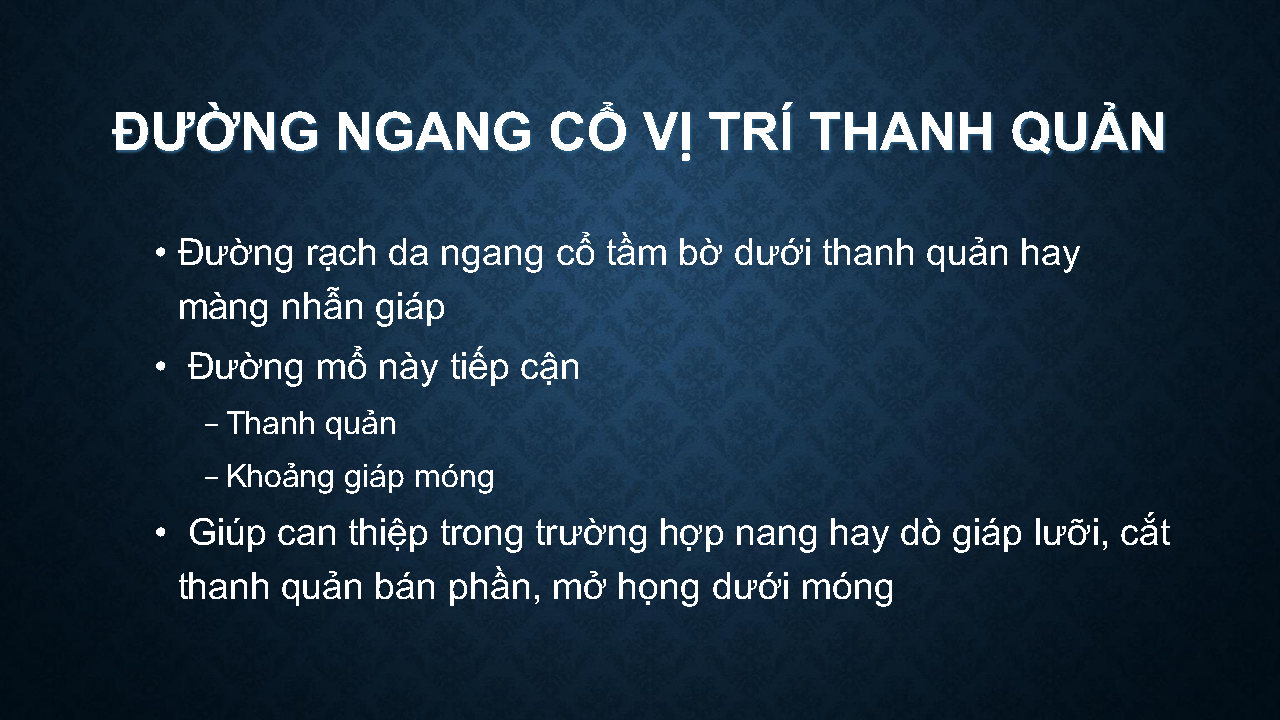 ĐƯỜNG NGANG CỔ VỊ TRÍ THANH QUẢN
• Đường rạch da ngang cổ tầm bờ dưới thanh quản hay
màng nhẫn giáp
• Đường mổ này tiếp cận
– Thanh quản
– Khoảng giáp móng
• Giúp can thiệp trong trường hợp nang hay dò giáp lưỡi, cắt
thanh quản bán phần, mở họng dưới móng